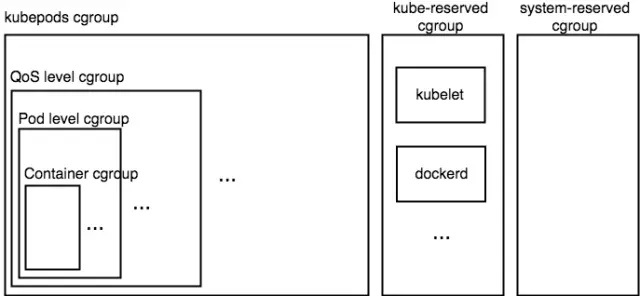 kubepods cgroup
kube-reserved
cgroup
system-reserved
cgroup
QoS level cgroup
Pod level cgroup
Container cgroup
...
...
...
kubelet
dockerd
...